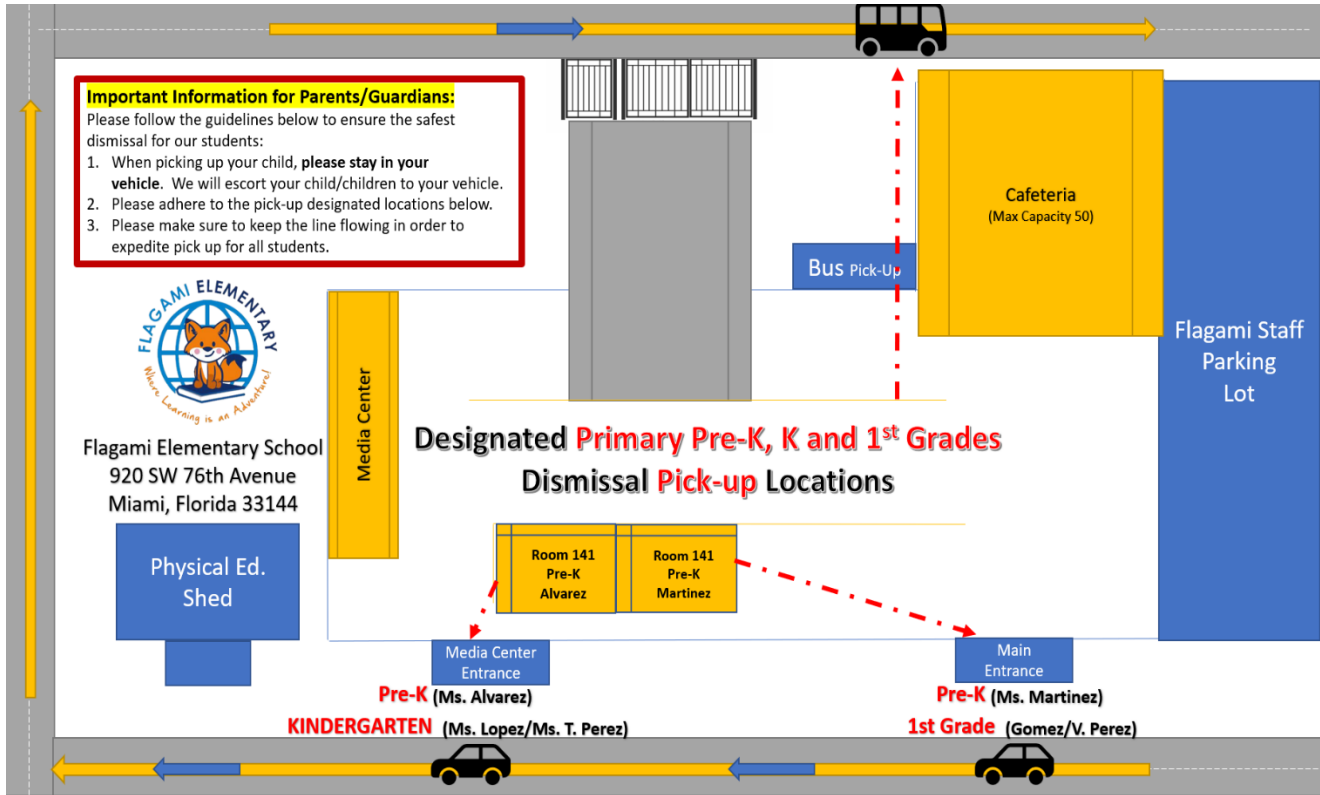 Important Information for Parents/Guardians:
Please follow the guidelines below to ensure the safest
dismissal for our students:
1. When picking up your child, please stay in your
vehicle. We will escort your child/children to your vehicle.
2. Please adhere to the pick-up designated locations below.
3. Please make sure to keep the line flowing in order to
expedite pick up for all students.
Cafeteria
(Max Capacity 50)
Bus Pick-Up
FLAGAMI ELEMENTARY
Where Learning is an Adventure!
Flagami Elementary School
920 SW 76th Avenue
Miami, Florida 33144
Media Center
Flagami Staff
Parking
Lot
Designated Primary Pre-K, K and 1st Grades
Dismissal Pick-up Locations
Physical Ed.
Shed
Room 141
Pre-K
Alvarez
Room 141
Pre-K
Martinez
Media Center
Entrance
Main
Entrance
Pre-K (Ms. Alvarez)
KINDERGARTEN (Ms. Lopez/Ms. T. Perez)
Pre-K (Ms. Martinez)
1st Grade (Gomez/V. Perez)